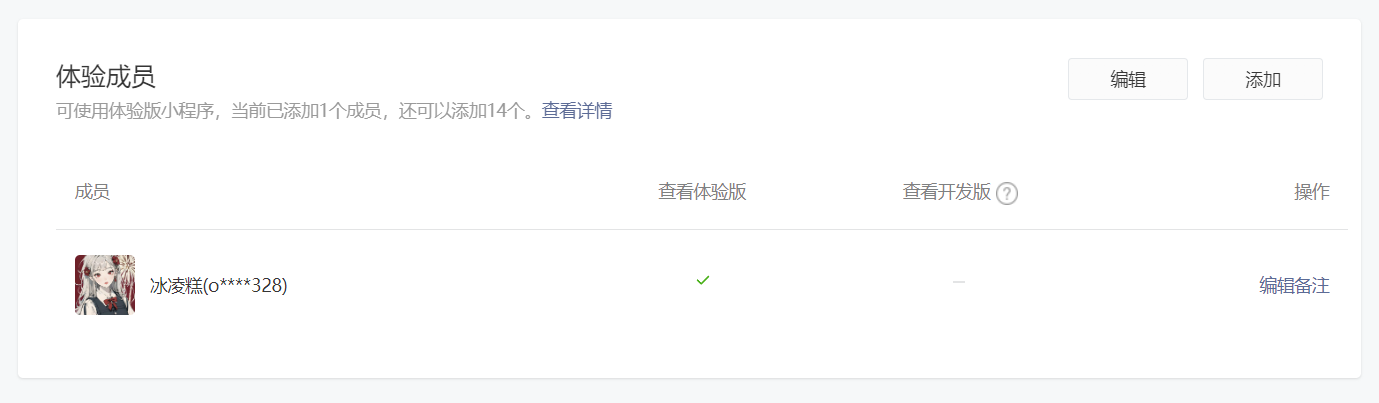 体验成员
编辑 添加
可使用体验版小程序，当前已添加1个成员，还可以添加14个。查看详情
成员 查看体验版 查看开发版 ? 操作
冰凌糕(o****328) 编辑备注